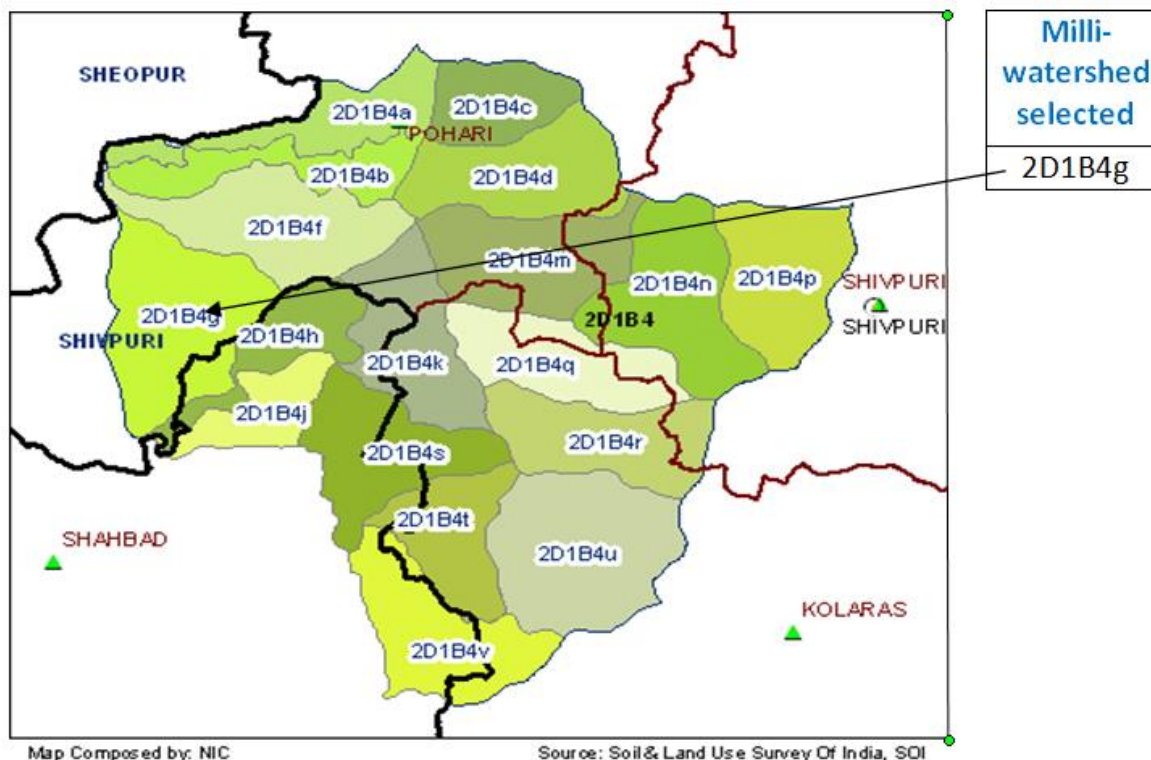 Milli-
watershed
selected
2D1B4g
SHEOPUR
2D1B4a
2D1B4c
POHARI
2D1B4b
2D1B4d
2D1B4f
2D1B4m
2D1B4n
2D1B4p
SHIVPURI
2D1B4g
2D1B4
SHIVPURI
SHIVPURI
2D1B4h
2D1B4k
2D1B4q
2D1B4j
2D1B4r
2D1B4s
2D1B4t
2D1B4u
SHAHBAD
KOLARAS
2D1B4v
Map Composed by: NIC
Source: Soil & Land Use Survey Of India, SOI